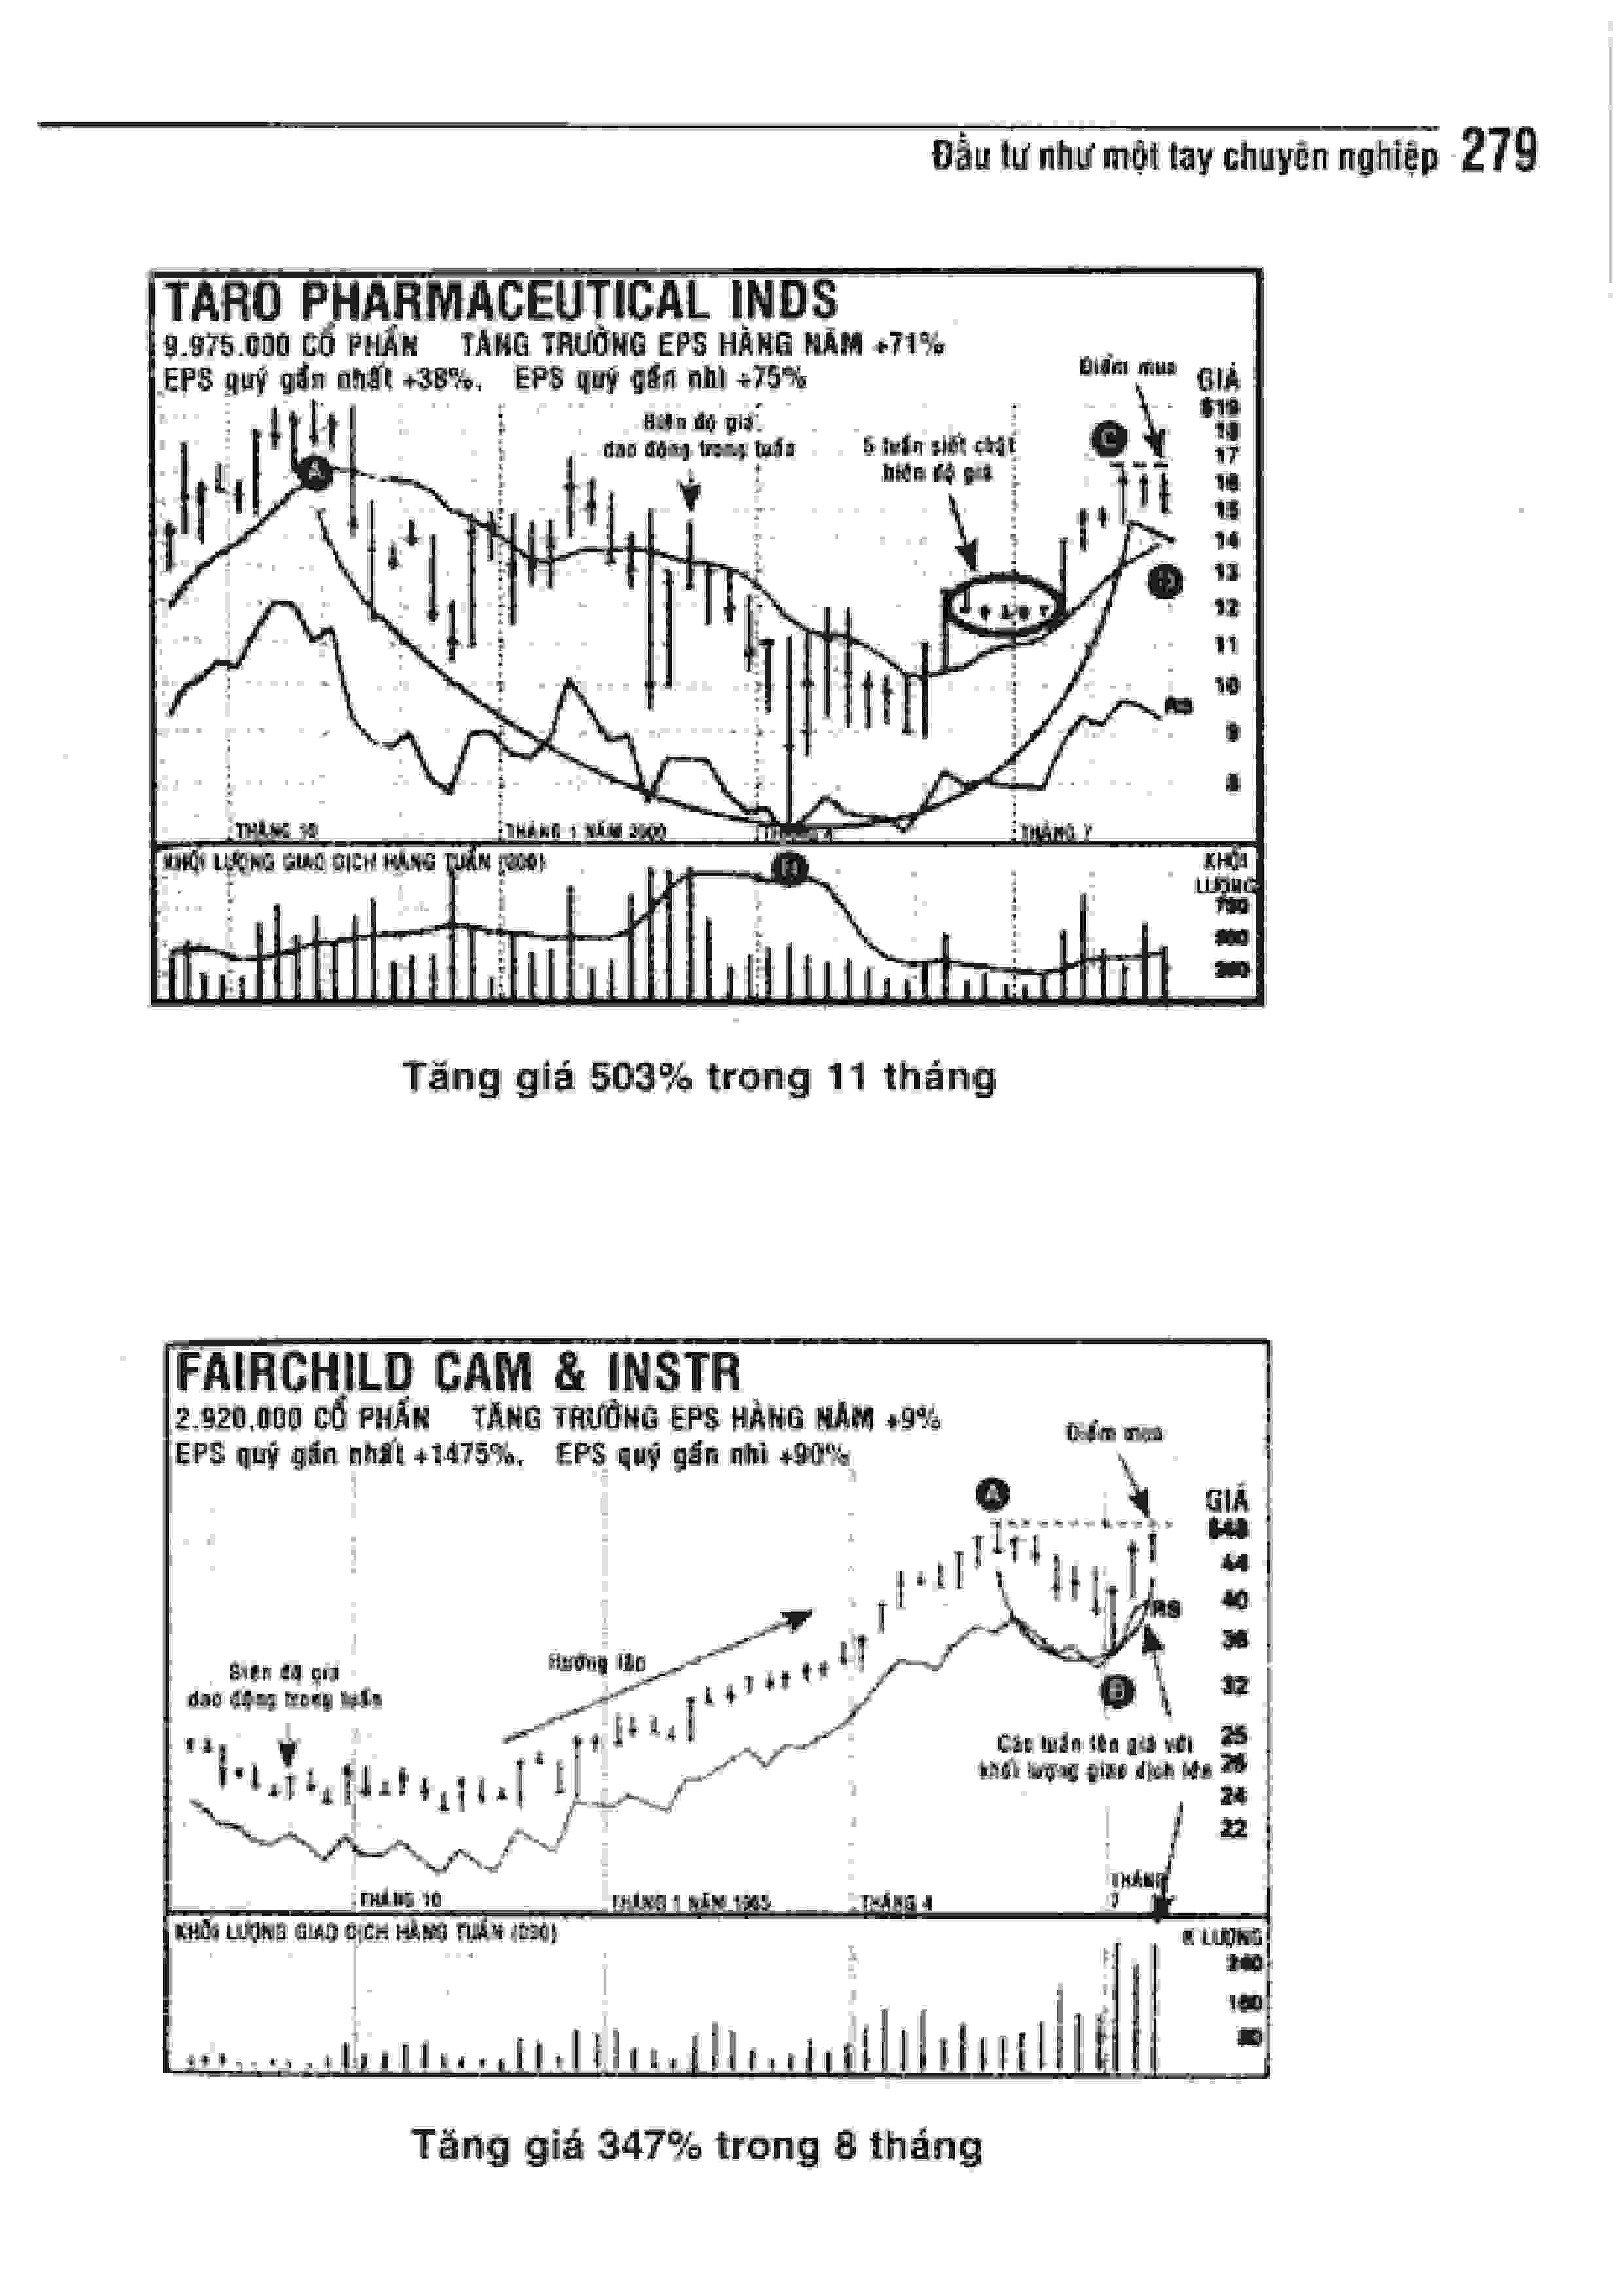 Đầu tư như một tay chuyên nghiệp 279
TARO PHARMACEUTICAL INDS
9.975.000 CỔ PHẦN TĂNG TRƯỞNG EPS HÀNG NĂM +71%
EPS quý gần nhất +38%, EPS quý gần nhì +75%
Điểm mua
GIÁ
$19
18
17
16
15
14
13
12
11
10
9
8
Biên độ giá
dao động trong tuần
5 tuần siết chặt
biên độ giá
A
C
RS
THÁNG 10
THÁNG 1 NĂM 2000
THÁNG 4
THÁNG 7
KHỐI LƯỢNG GIAO DỊCH HÀNG TUẦN (000)
KHỐI
LƯỢNG
Tăng giá 503% trong 11 tháng
FAIRCHILD CAM & INSTR
2.920.000 CỔ PHẦN TĂNG TRƯỞNG EPS HÀNG NĂM +9%
EPS quý gần nhất +1475%, EPS quý gần nhì +90%
Điểm mua
A
GIÁ
$48
44
40
36
32
26
24
22
RS
Biên độ giá
dao động trong tuần
Hướng lên
B
Các tuần lên giá với
khối lượng giao dịch lớn
THÁNG 10
THÁNG 1 NĂM 1965
THÁNG 4
THÁNG
7
KHỐI LƯỢNG GIAO DỊCH HÀNG TUẦN (000)
K LƯỢNG
240
160
80
Tăng giá 347% trong 8 tháng